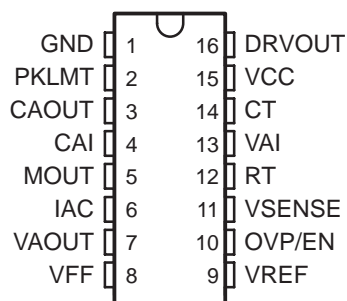 GND 1 16 DRVOUT
PKLMT 2 15 VCC
CAOUT 3 14 CT
CAI 4 13 VAI
MOUT 5 12 RT
IAC 6 11 VSENSE
VAOUT 7 10 OVP/EN
VFF 8 9 VREF